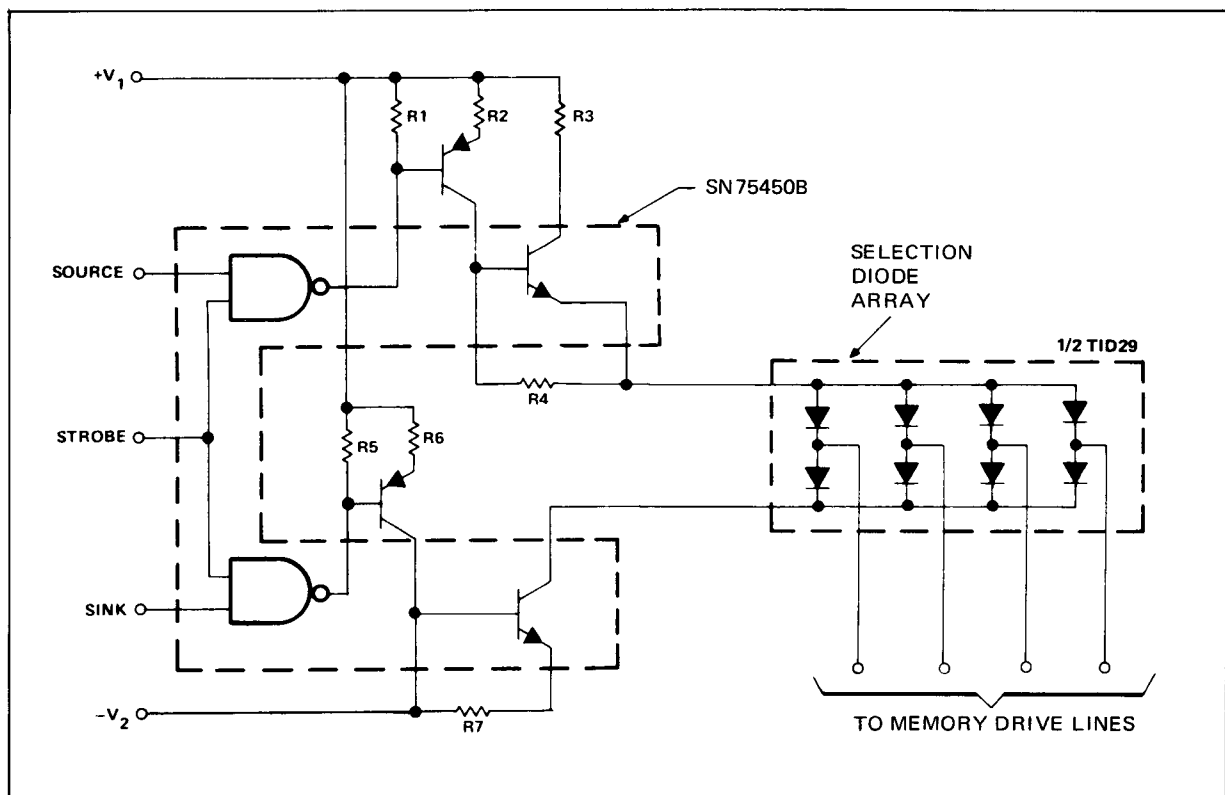 +V1
R1
R2
R3
SN75450B
SOURCE
SELECTION
DIODE
ARRAY
1/2 TID29
R4
STROBE
R5
R6
SINK
−V2
R7
TO MEMORY DRIVE LINES